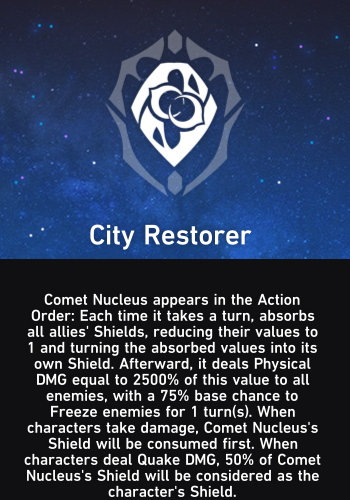 City Restorer
Comet Nucleus appears in the Action
Order: Each time it takes a turn, absorbs
all allies' Shields, reducing their values to
1 and turning the absorbed values into its
own Shield. Afterward, it deals Physical
DMG equal to 2500% of this value to all
enemies, with a 75% base chance to
Freeze enemies for 1 turn(s). When
characters take damage, Comet Nucleus's
Shield will be consumed first. When
characters deal Quake DMG, 50% of Comet
Nucleus's Shield will be considered as the
character's Shield.